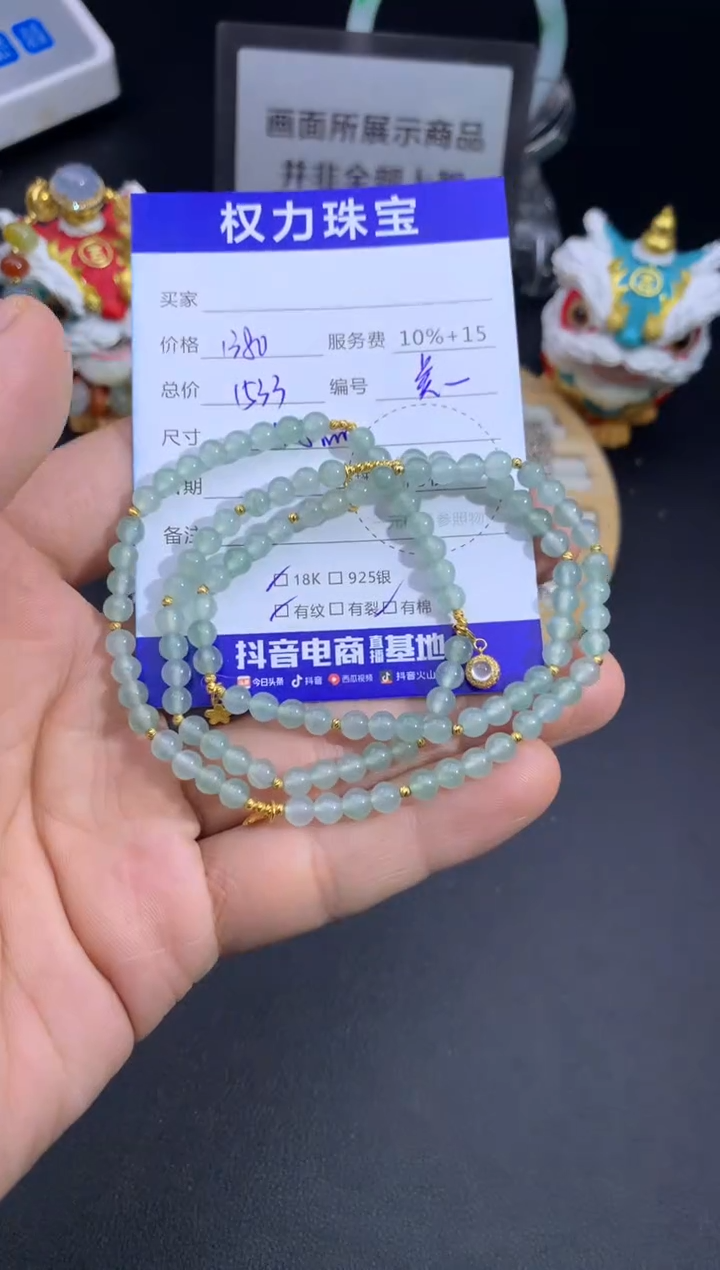 画面所展示商品
并非全部上架
权力珠宝
买家
价格 1380 服务费 10%+15
总价 1533 编号 美一
尺寸
期
备注 参照物
18K 925银
有纹 有裂 有棉
抖音电商直播基地
今日头条 抖音 西瓜视频 抖音火山